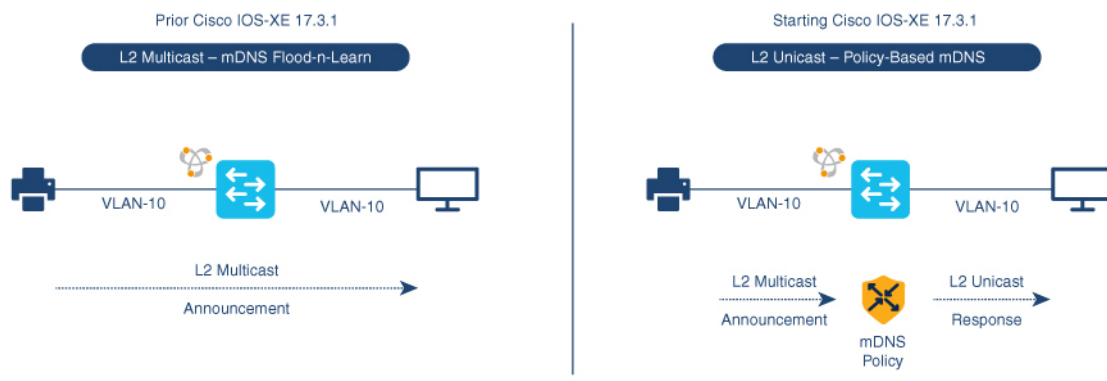 Prior Cisco IOS-XE 17.3.1
L2 Multicast – mDNS Flood-n-Learn
VLAN-10
VLAN-10
L2 Multicast
Announcement
Starting Cisco IOS-XE 17.3.1
L2 Unicast – Policy-Based mDNS
VLAN-10
VLAN-10
L2 Multicast
Announcement
mDNS
Policy
L2 Unicast
Response